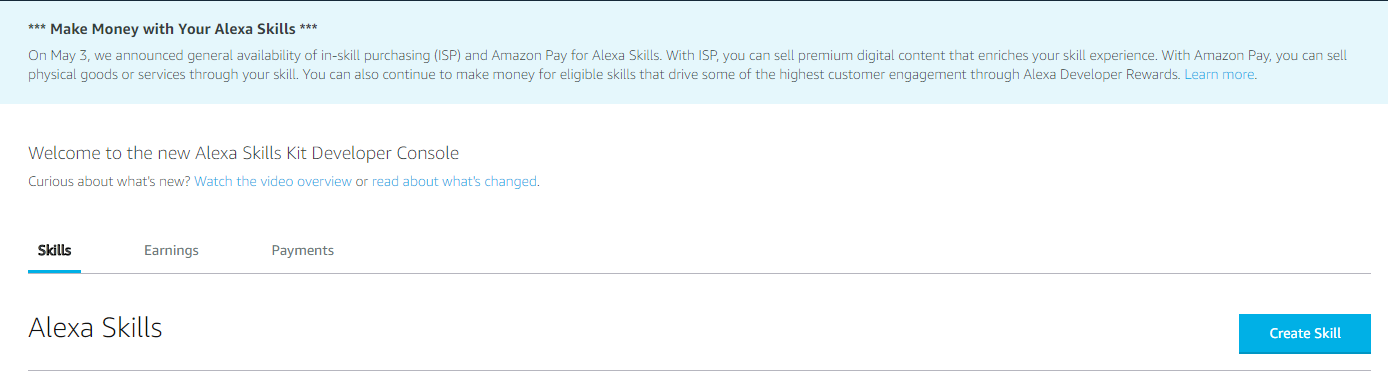 *** Make Money with Your Alexa Skills ***
On May 3, we announced general availability of in-skill purchasing (ISP) and Amazon Pay for Alexa Skills. With ISP, you can sell premium digital content that enriches your skill experience. With Amazon Pay, you can sell
physical goods or services through your skill. You can also continue to make money for eligible skills that drive some of the highest customer engagement through Alexa Developer Rewards. Learn more.
Welcome to the new Alexa Skills Kit Developer Console
Curious about what's new? Watch the video overview or read about what's changed.
Skills Earnings Payments
Alexa Skills
Create Skill